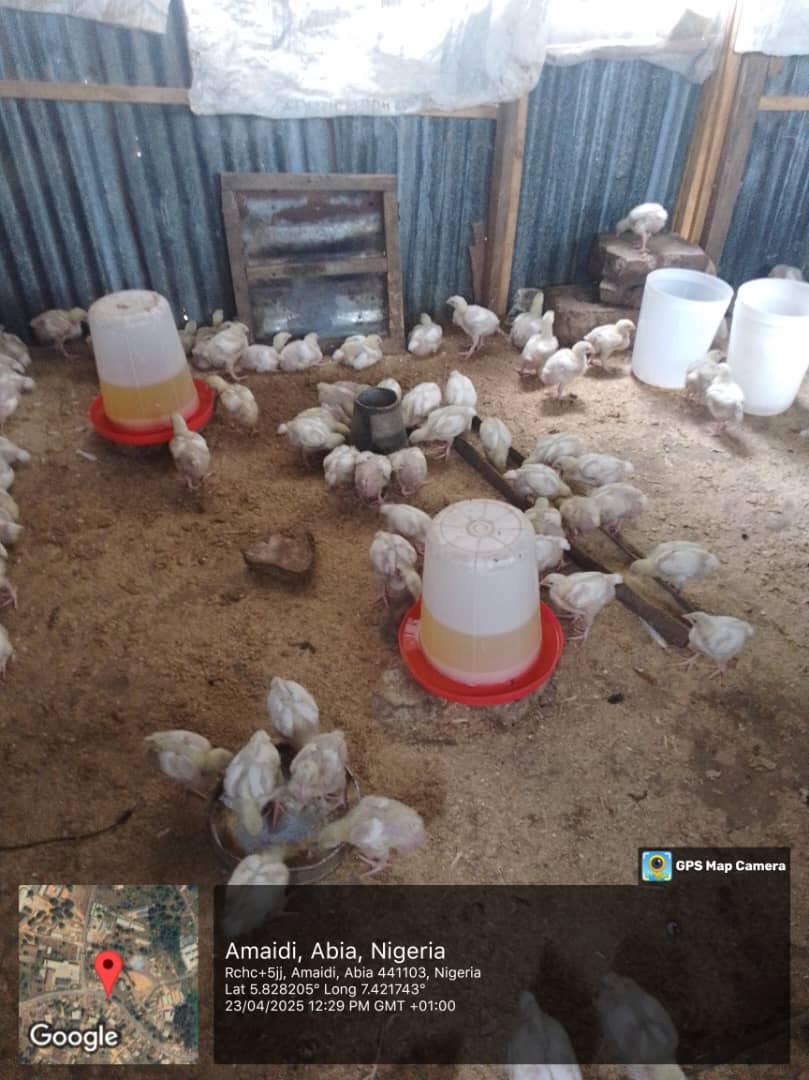 GPS Map Camera
Amaidi, Abia, Nigeria
Rchc+5jj, Amaidi, Abia 441103, Nigeria
Lat 5.828205° Long 7.421743°
23/04/2025 12:29 PM GMT +01:00
Google